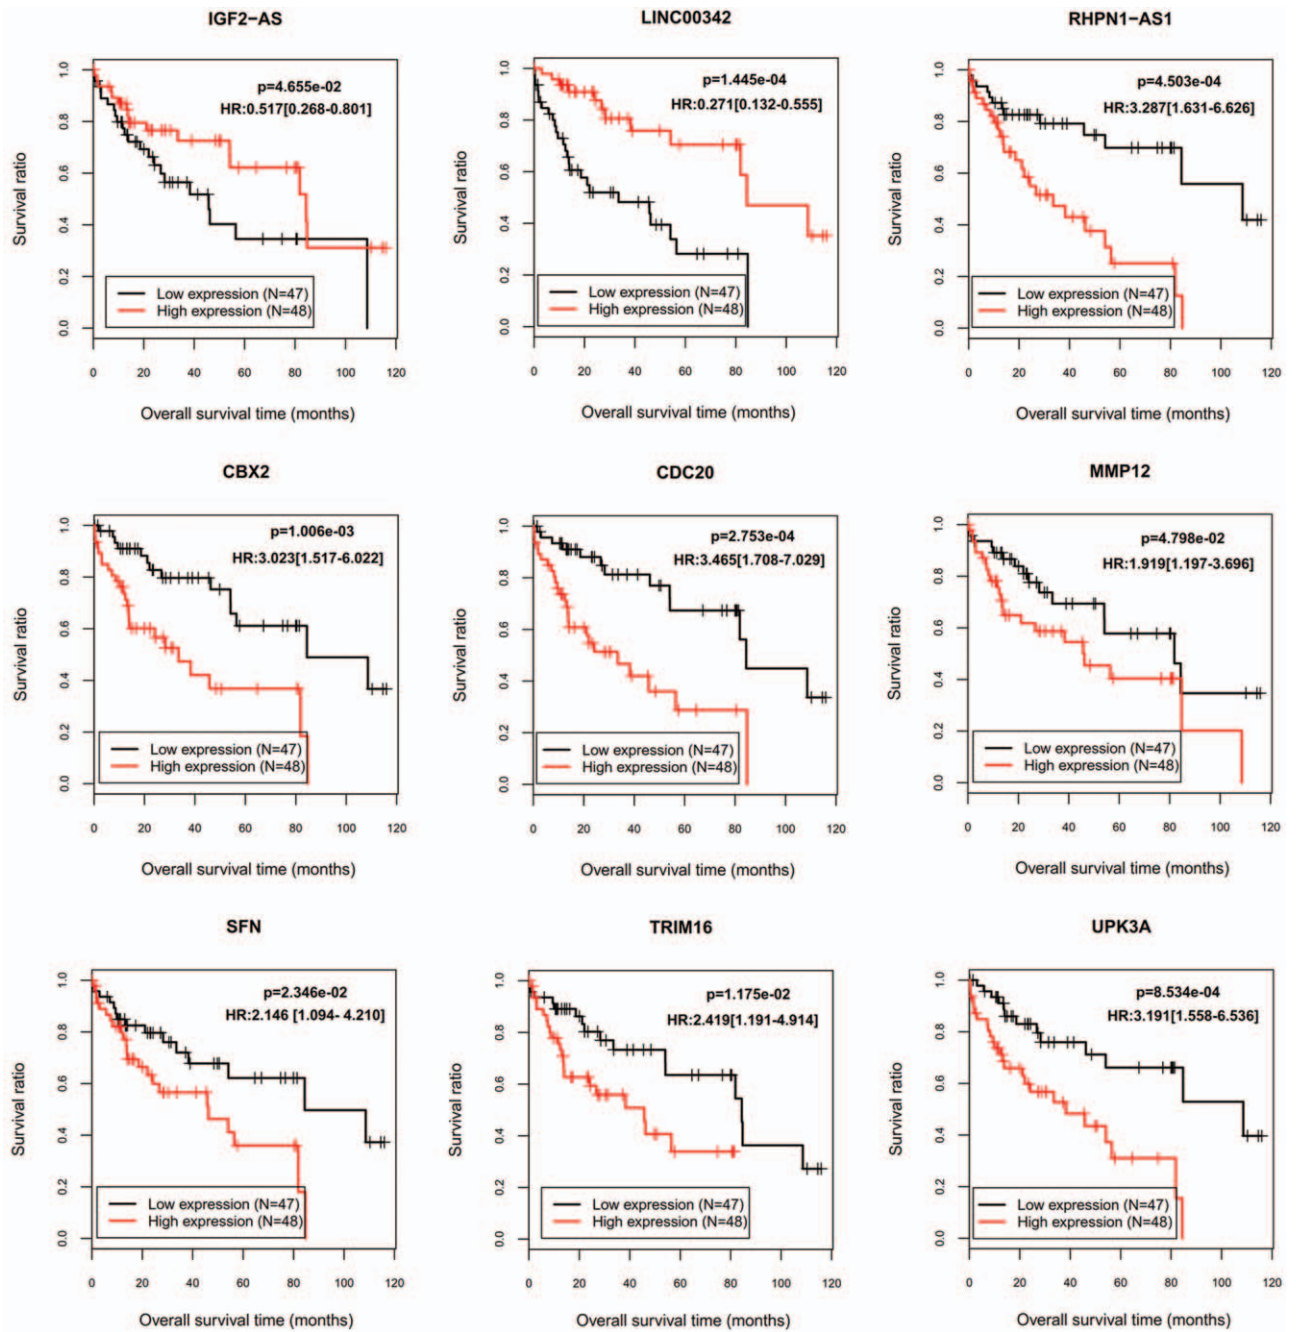 IGF2-AS
p=4.655e-02
HR:0.517[0.268-0.801]
Survival ratio
1.0
0.8
0.6
0.4
0.2
0.0
Low expression (N=47)
High expression (N=48)
0 20 40 60 80 100 120
Overall survival time (months)
LINC00342
p=1.445e-04
HR:0.271[0.132-0.555]
Survival ratio
1.0
0.8
0.6
0.4
0.2
0.0
Low expression (N=47)
High expression (N=48)
0 20 40 60 80 100 120
Overall survival time (months)
RHPN1-AS1
p=4.503e-04
HR:3.287[1.631-6.626]
Survival ratio
1.0
0.8
0.6
0.4
0.2
0.0
Low expression (N=47)
High expression (N=48)
0 20 40 60 80 100 120
Overall survival time (months)
CBX2
p=1.006e-03
HR:3.023[1.517-6.022]
Survival ratio
1.0
0.8
0.6
0.4
0.2
0.0
Low expression (N=47)
High expression (N=48)
0 20 40 60 80 100 120
Overall survival time (months)
CDC20
p=2.753e-04
HR:3.465[1.708-7.029]
Survival ratio
1.0
0.8
0.6
0.4
0.2
0.0
Low expression (N=47)
High expression (N=48)
0 20 40 60 80 100 120
Overall survival time (months)
MMP12
p=4.798e-02
HR:1.919[1.197-3.696]
Survival ratio
1.0
0.8
0.6
0.4
0.2
0.0
Low expression (N=47)
High expression (N=48)
0 20 40 60 80 100 120
Overall survival time (months)
SFN
p=2.346e-02
HR:2.146 [1.094- 4.210]
Survival ratio
1.0
0.8
0.6
0.4
0.2
0.0
Low expression (N=47)
High expression (N=48)
0 20 40 60 80 100 120
Overall survival time (months)
TRIM16
p=1.175e-02
HR:2.419[1.191-4.914]
Survival ratio
1.0
0.8
0.6
0.4
0.2
0.0
Low expression (N=47)
High expression (N=48)
0 20 40 60 80 100 120
Overall survival time (months)
UPK3A
p=8.534e-04
HR:3.191[1.558-6.536]
Survival ratio
1.0
0.8
0.6
0.4
0.2
0.0
Low expression (N=47)
High expression (N=48)
0 20 40 60 80 100 120
Overall survival time (months)